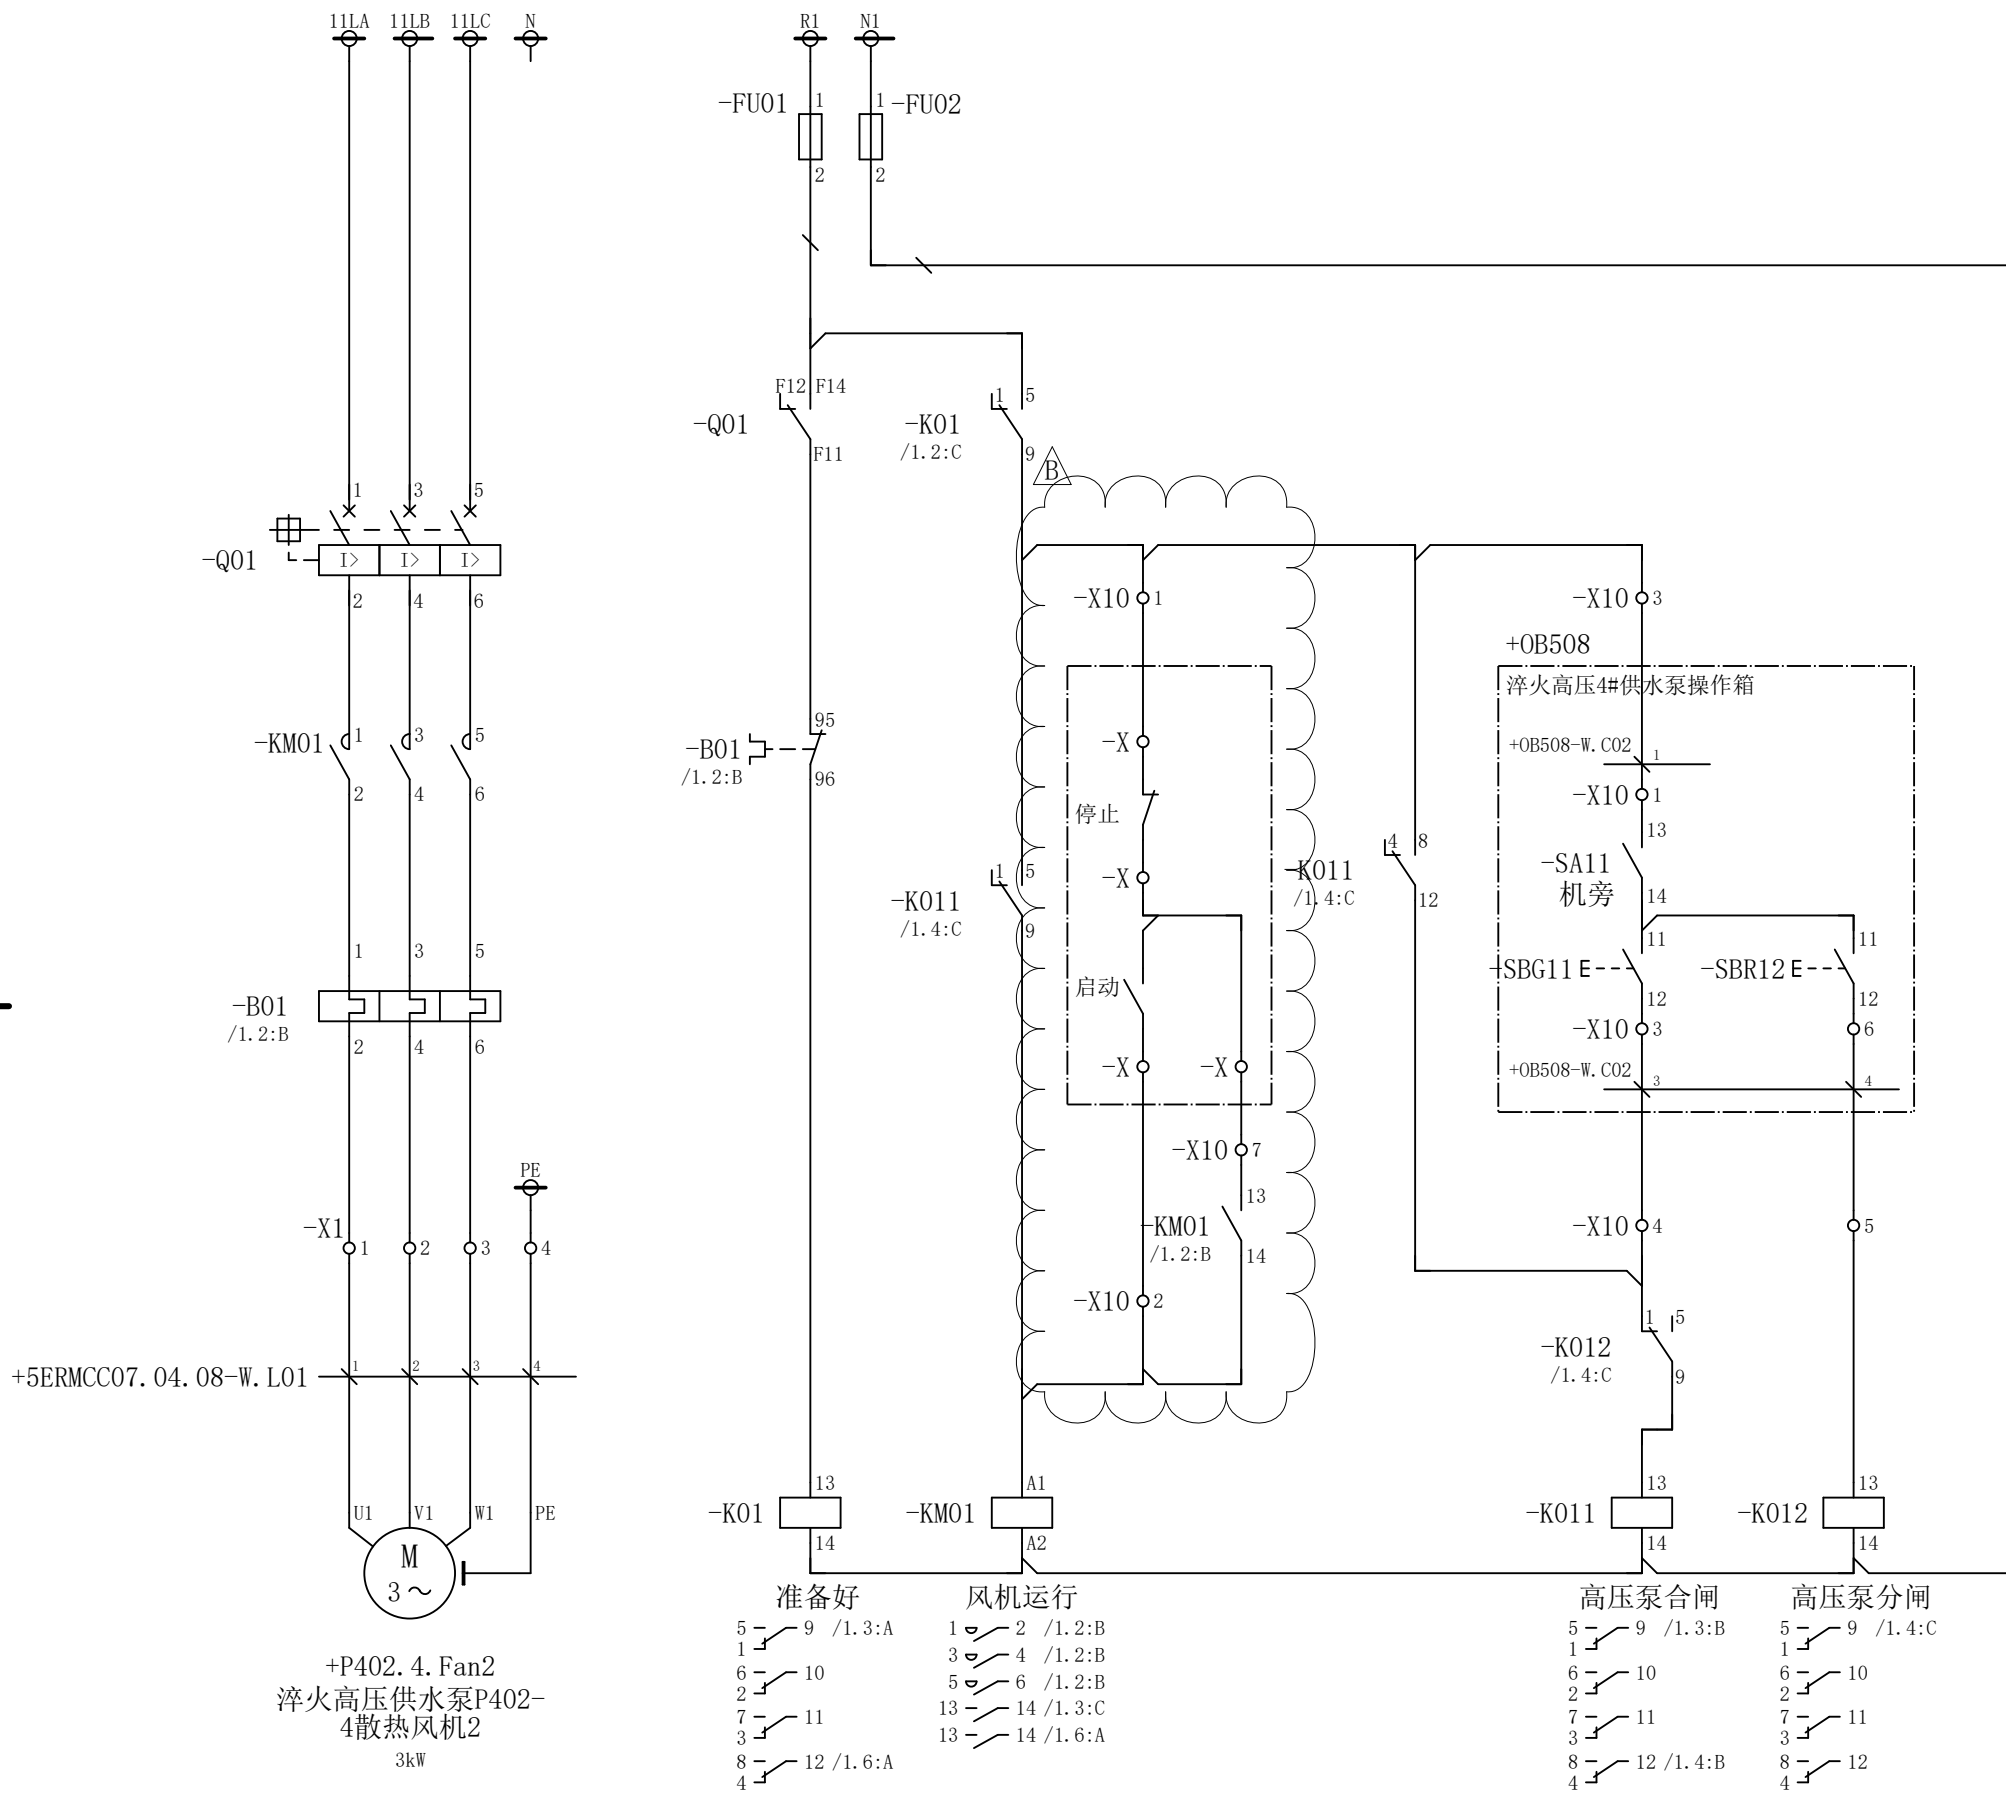 11LA 11LB 11LC N R1 N1
-FU01 1 1 -FU02
2 2
F12 F14 1 5
-Q01 -K01
/1.2:C
F11 9 B
1 3 5
-Q01 I> I> I>
2 4 6
-X10 1 -X10 3
+OB508
淬火高压4#供水泵操作箱
-KM01 1 3 5
2 4 6
95
-B01
/1.2:B
96
-X
+OB508-W.C02 1
-X10 1
停止
13
-SA11
机旁
14
4 8
-K011
/1.4:C
12
-X
1 5
-K011
/1.4:C
9
11 11
-SBG11 -SBR12
12 12
-X10 3 6
+OB508-W.C02 3 4
启动
-X -X
1 3 5
-B01
/1.2:B
2 4 6
-X10 7
13
-KM01
/1.2:B
14
PE
-X1 1 2 3 4
-X10 4 5
-X10 2
1 5
-K012
/1.4:C
9
+5ERMCC07.04.08-W.L01 1 2 3 4
U1 V1 W1 PE
M
3～
13 A1 13 13
-K01 -KM01 -K011 -K012
14 A2 14 14
准备好 风机运行 高压泵合闸 高压泵分闸
5 9 /1.3:A 1 2 /1.2:B 5 9 /1.3:B 5 9 /1.4:C
1 3 4 /1.2:B 1 1
6 10 5 6 /1.2:B 6 10 6 10
2 2 2
7 11 13 14 /1.3:C 7 11 7 11
3 13 14 /1.6:A 3 3
8 12 /1.6:A 8 12 /1.4:B 8 12
4 4 4
+P402.4.Fan2
淬火高压供水泵P402-
4散热风机2
3kW